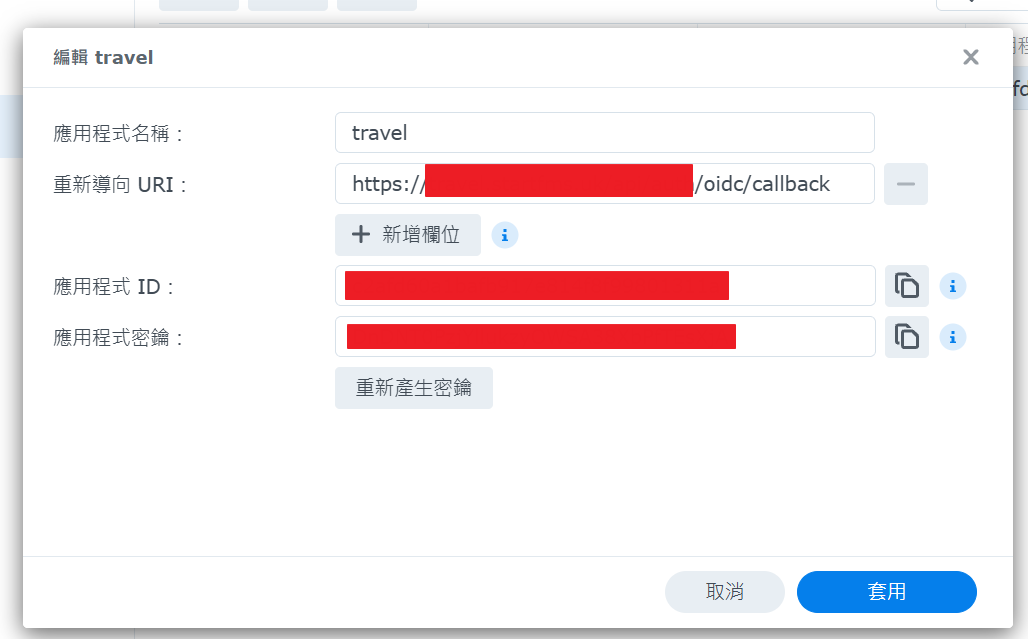 編輯 travel
應用程式名稱：
travel
重新導向 URI：
https://
/oidc/callback
新增欄位
應用程式 ID：
應用程式密鑰：
重新產生密鑰
取消
套用